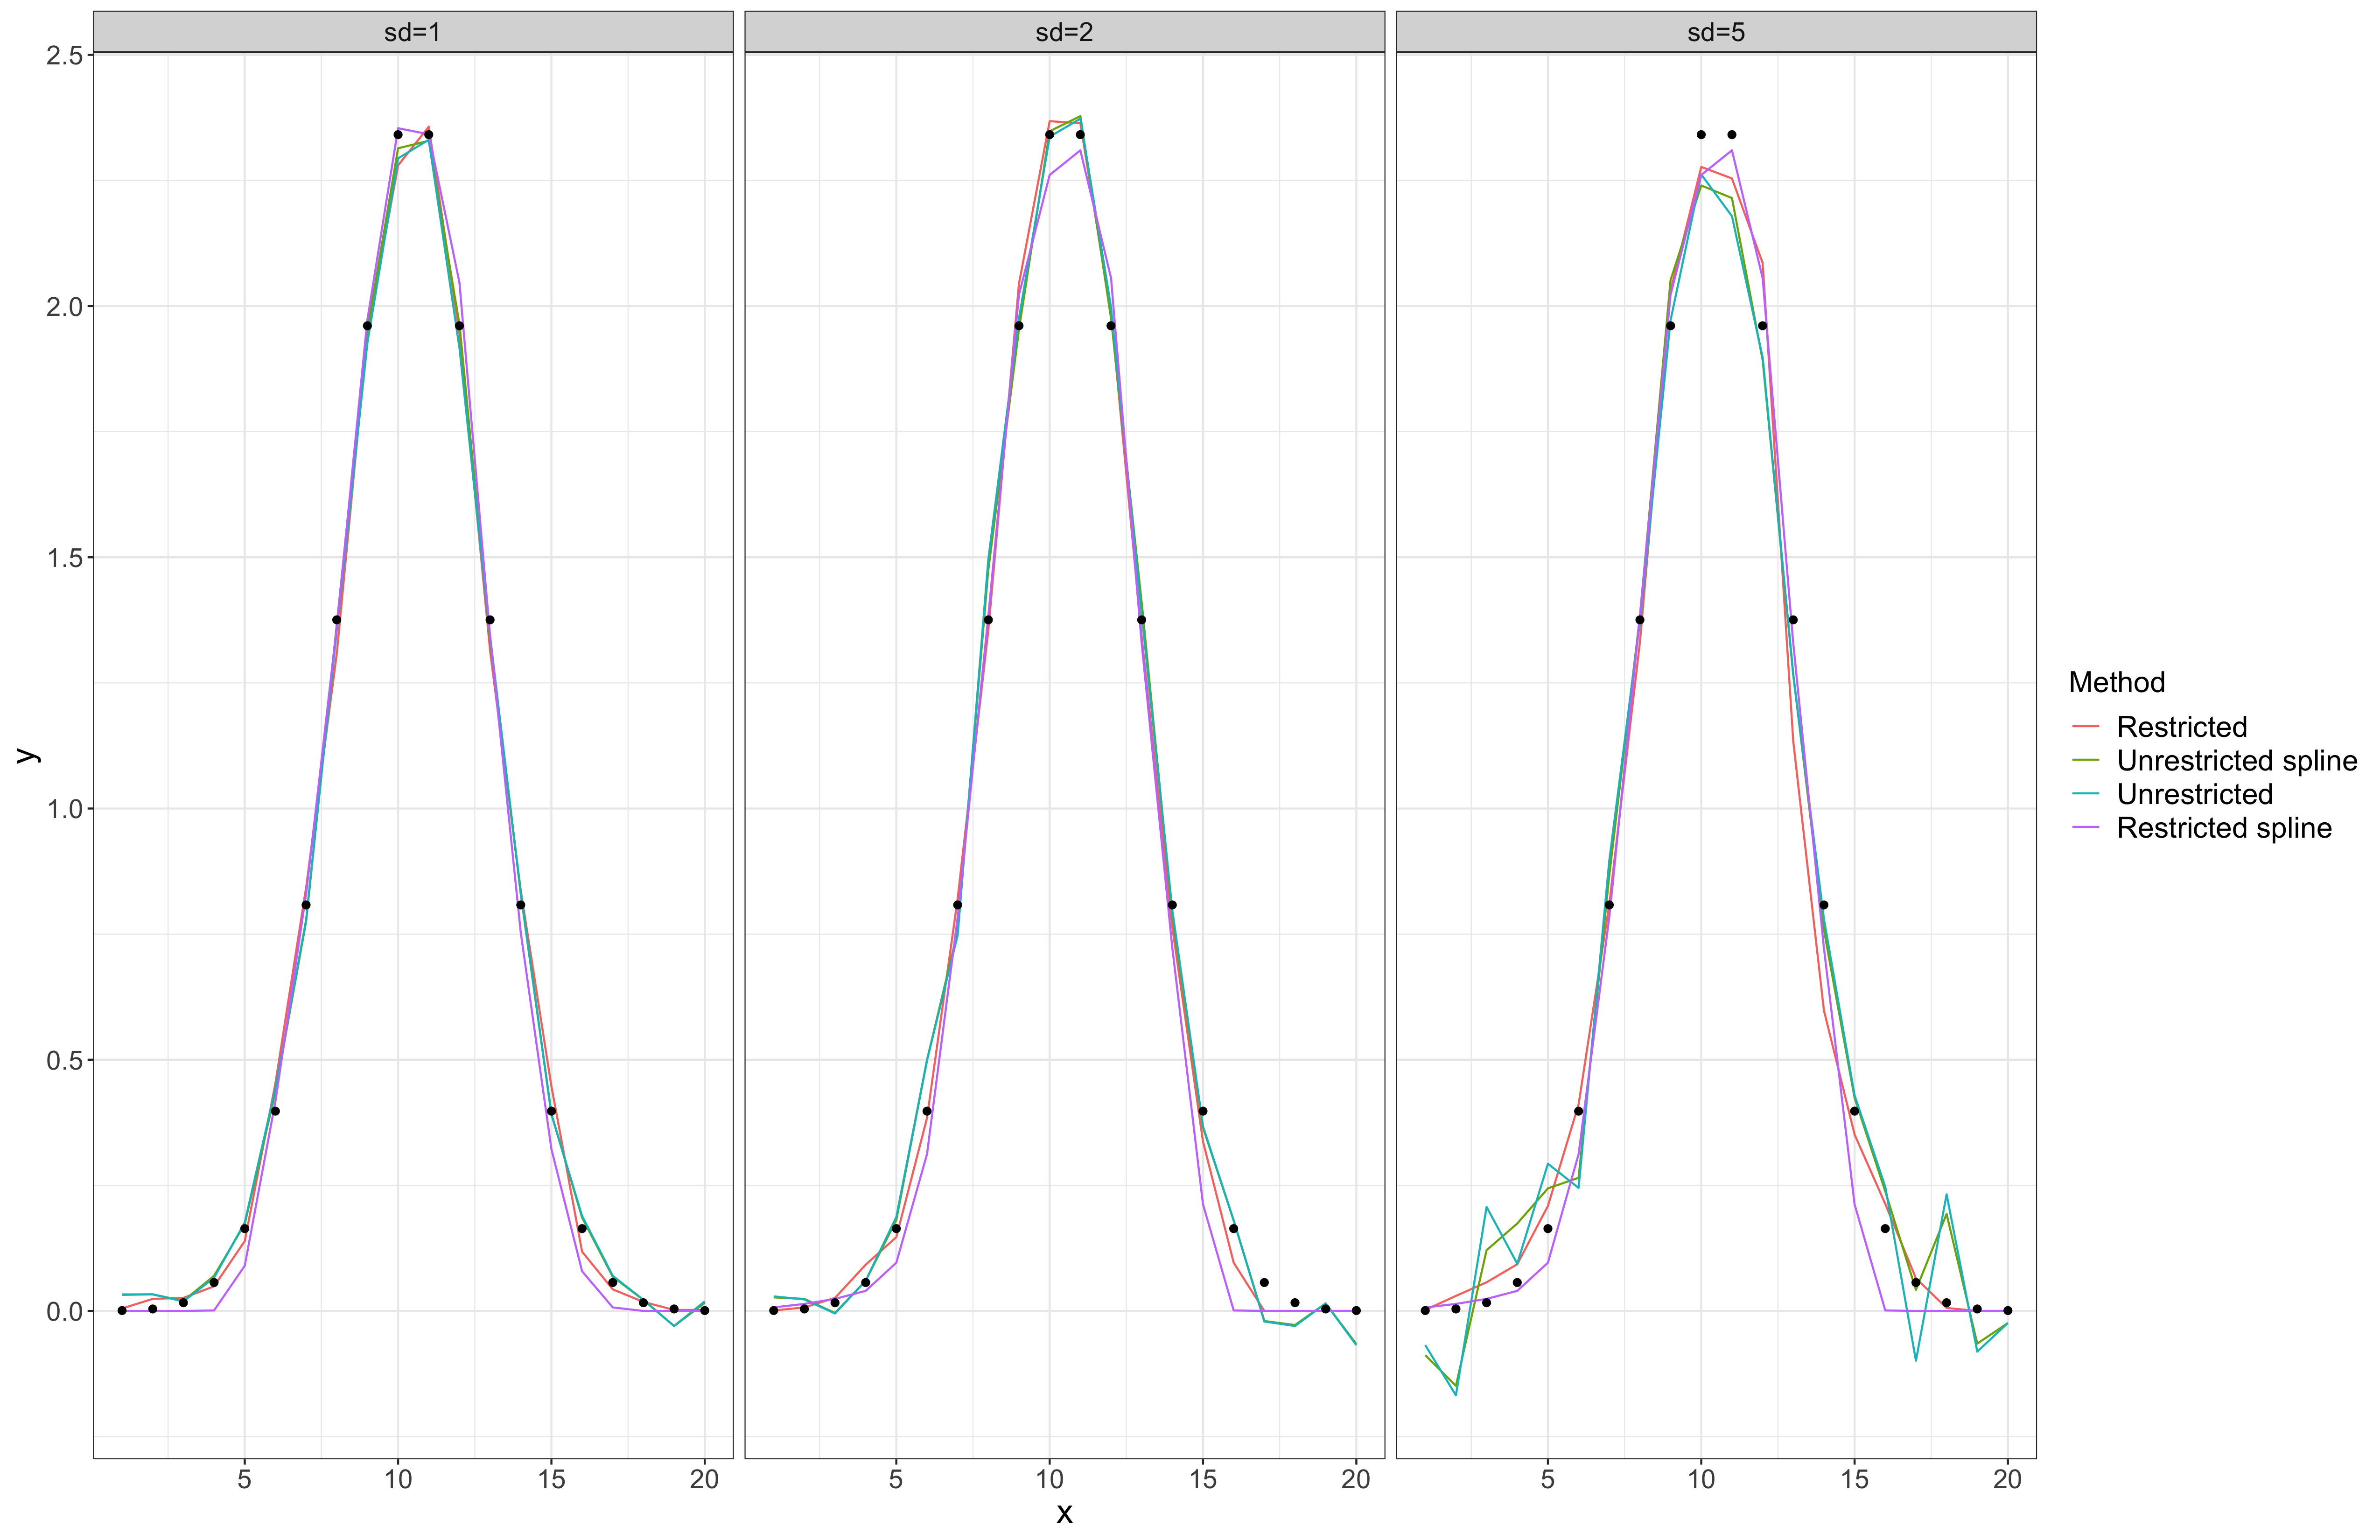 sd=1 sd=2 sd=5
2.5
2.0
1.5
1.0
0.5
0.0
y
5 10 15 20 5 10 15 20 5 10 15 20
x
Method
Restricted
Unrestricted spline
Unrestricted
Restricted spline